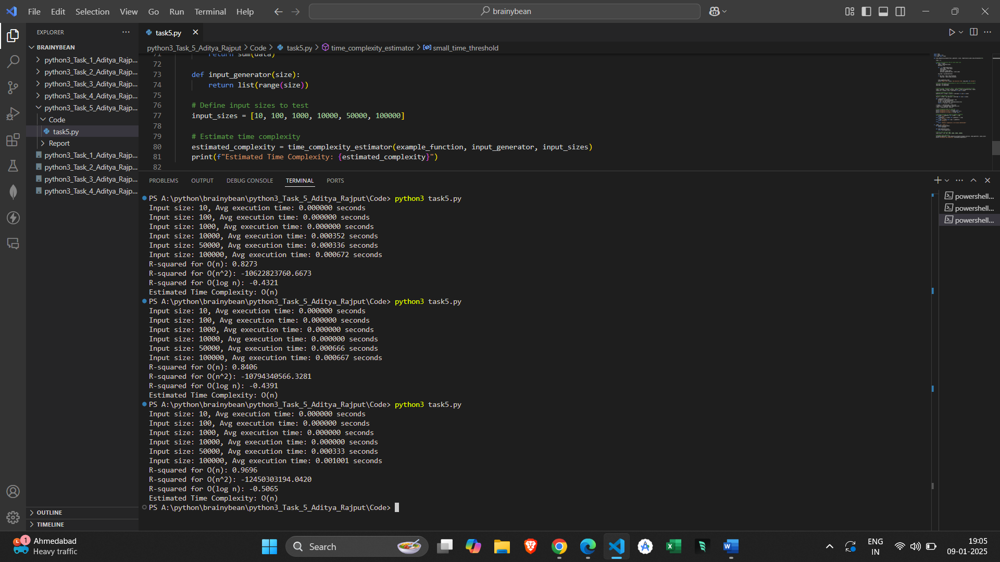 File Edit Selection View Go Run Terminal Help
brainybean
EXPLORER
BRAINYBEAN
python3_Task_1_Aditya_Rajp...
python3_Task_2_Aditya_Rajp...
python3_Task_3_Aditya_Rajp...
python3_Task_4_Aditya_Rajp...
python3_Task_5_Aditya_Rajp...
Code
task5.py
Report
python3_Task_1_Aditya_Rajp...
python3_Task_2_Aditya_Rajp...
python3_Task_3_Aditya_Rajp...
python3_Task_4_Aditya_Rajp...
OUTLINE
TIMELINE
task5.py
python3_Task_5_Aditya_Rajput > Code > task5.py > time_complexity_estimator > small_time_threshold
71 return sum(data)
72
73 def input_generator(size):
74 return list(range(size))
75
76 # Define input sizes to test
77 input_sizes = [10, 100, 1000, 10000, 50000, 100000]
78
79 # Estimate time complexity
80 estimated_complexity = time_complexity_estimator(example_function, input_generator, input_sizes)
81 print(f"Estimated Time Complexity: {estimated_complexity}")
82
PROBLEMS OUTPUT DEBUG CONSOLE TERMINAL PORTS
PS A:\python\brainybean\python3_Task_5_Aditya_Rajput\Code> python3 task5.py
Input size: 10, Avg execution time: 0.000000 seconds
Input size: 100, Avg execution time: 0.000000 seconds
Input size: 1000, Avg execution time: 0.000000 seconds
Input size: 10000, Avg execution time: 0.000352 seconds
Input size: 50000, Avg execution time: 0.000336 seconds
Input size: 100000, Avg execution time: 0.000672 seconds
R-squared for O(n): 0.8273
R-squared for O(n^2): -10622823760.6673
R-squared for O(log n): -0.4321
Estimated Time Complexity: O(n)
PS A:\python\brainybean\python3_Task_5_Aditya_Rajput\Code> python3 task5.py
Input size: 10, Avg execution time: 0.000000 seconds
Input size: 100, Avg execution time: 0.000000 seconds
Input size: 1000, Avg execution time: 0.000000 seconds
Input size: 10000, Avg execution time: 0.000000 seconds
Input size: 50000, Avg execution time: 0.000666 seconds
Input size: 100000, Avg execution time: 0.000667 seconds
R-squared for O(n): 0.8406
R-squared for O(n^2): -10794340566.3281
R-squared for O(log n): -0.4391
Estimated Time Complexity: O(n)
PS A:\python\brainybean\python3_Task_5_Aditya_Rajput\Code> python3 task5.py
Input size: 10, Avg execution time: 0.000000 seconds
Input size: 100, Avg execution time: 0.000000 seconds
Input size: 1000, Avg execution time: 0.000000 seconds
Input size: 10000, Avg execution time: 0.000000 seconds
Input size: 50000, Avg execution time: 0.000333 seconds
Input size: 100000, Avg execution time: 0.001001 seconds
R-squared for O(n): 0.9696
R-squared for O(n^2): -12450303194.0420
R-squared for O(log n): -0.5065
Estimated Time Complexity: O(n)
PS A:\python\brainybean\python3_Task_5_Aditya_Rajput\Code>
powershell...
powershell...
powershell...
1
Ahmedabad
Heavy traffic
Search
ENG
IN
19:05
09-01-2025